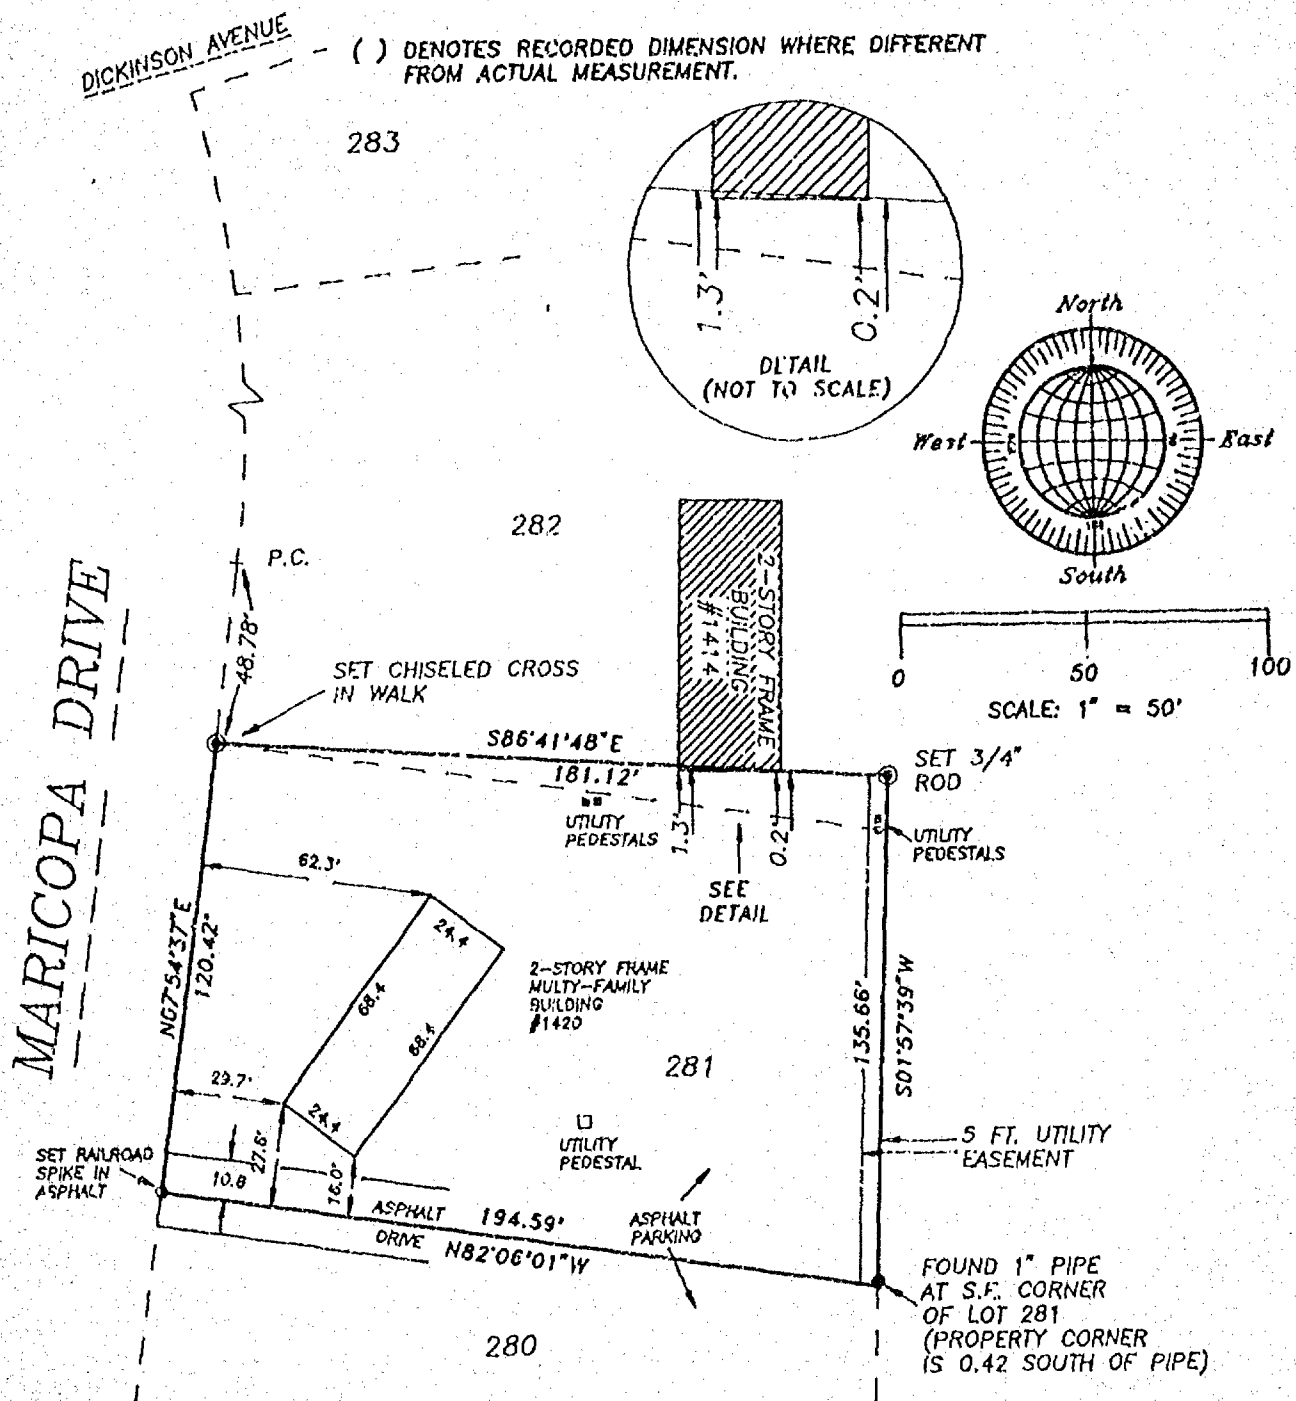 DICKINSON AVENUE
( ) DENOTES RECORDED DIMENSION WHERE DIFFERENT
FROM ACTUAL MEASUREMENT.
283
1.3'
0.2'
DETAIL
(NOT TO SCALE)
North
West
East
South
282
P.C.
2-STORY FRAME
BUILDING
#1414
0
50
100
SCALE: 1" = 50'
MARICOPA DRIVE
48.78'
SET CHISELED CROSS
IN WALK
S86°41'48"E
181.12'
SET 3/4"
ROD
UTILITY
PEDESTALS
1.3'
0.2'
UTILITY
PEDESTALS
SEE
DETAIL
62.3'
24.4
N07°54'37"E
120.42'
68.4
68.4
2-STORY FRAME
MULTY-FAMILY
BUILDING
#1420
135.66'
S01°57'39"W
281
29.7'
24.4
27.6'
16.0'
10.8
UTILITY
PEDESTAL
5 FT. UTILITY
EASEMENT
SET RAILROAD
SPIKE IN
ASPHALT
ASPHALT
DRIVE
194.59'
N82°06'01"W
ASPHALT
PARKING
FOUND 1" PIPE
AT S.E. CORNER
OF LOT 281
(PROPERTY CORNER
IS 0.42 SOUTH OF PIPE)
280